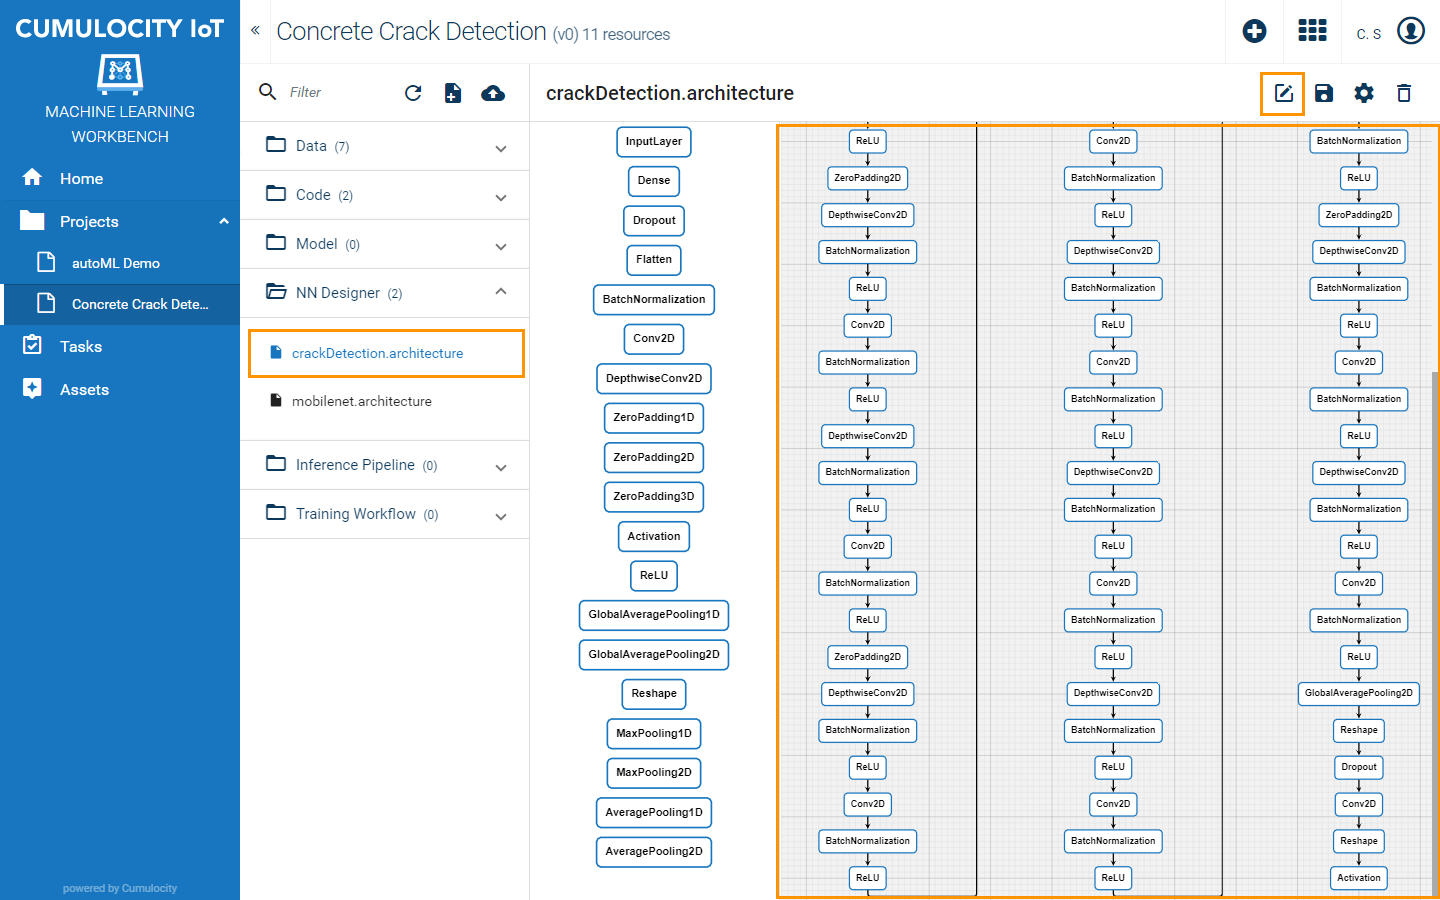 CUMULOCITY IoT
MACHINE LEARNING
WORKBENCH
Home
Projects
autoML Demo
Concrete Crack Dete...
Tasks
Assets
powered by Cumulocity
«
Concrete Crack Detection (v0) 11 resources
C. S
Filter
Data (7)
Code (2)
Model (0)
NN Designer (2)
crackDetection.architecture
mobilenet.architecture
Inference Pipeline (0)
Training Workflow (0)
crackDetection.architecture
InputLayer
Dense
Dropout
Flatten
BatchNormalization
Conv2D
DepthwiseConv2D
ZeroPadding1D
ZeroPadding2D
ZeroPadding3D
Activation
ReLU
GlobalAveragePooling1D
GlobalAveragePooling2D
Reshape
MaxPooling1D
MaxPooling2D
AveragePooling1D
AveragePooling2D
ReLU
ZeroPadding2D
DepthwiseConv2D
BatchNormalization
ReLU
Conv2D
BatchNormalization
ReLU
DepthwiseConv2D
BatchNormalization
ReLU
Conv2D
BatchNormalization
ReLU
ZeroPadding2D
DepthwiseConv2D
BatchNormalization
ReLU
Conv2D
BatchNormalization
ReLU
Conv2D
BatchNormalization
ReLU
DepthwiseConv2D
BatchNormalization
ReLU
Conv2D
BatchNormalization
ReLU
DepthwiseConv2D
BatchNormalization
ReLU
Conv2D
BatchNormalization
ReLU
DepthwiseConv2D
BatchNormalization
ReLU
Conv2D
BatchNormalization
ReLU
BatchNormalization
ReLU
ZeroPadding2D
DepthwiseConv2D
BatchNormalization
ReLU
Conv2D
BatchNormalization
ReLU
DepthwiseConv2D
BatchNormalization
ReLU
Conv2D
BatchNormalization
ReLU
GlobalAveragePooling2D
Reshape
Dropout
Conv2D
Reshape
Activation